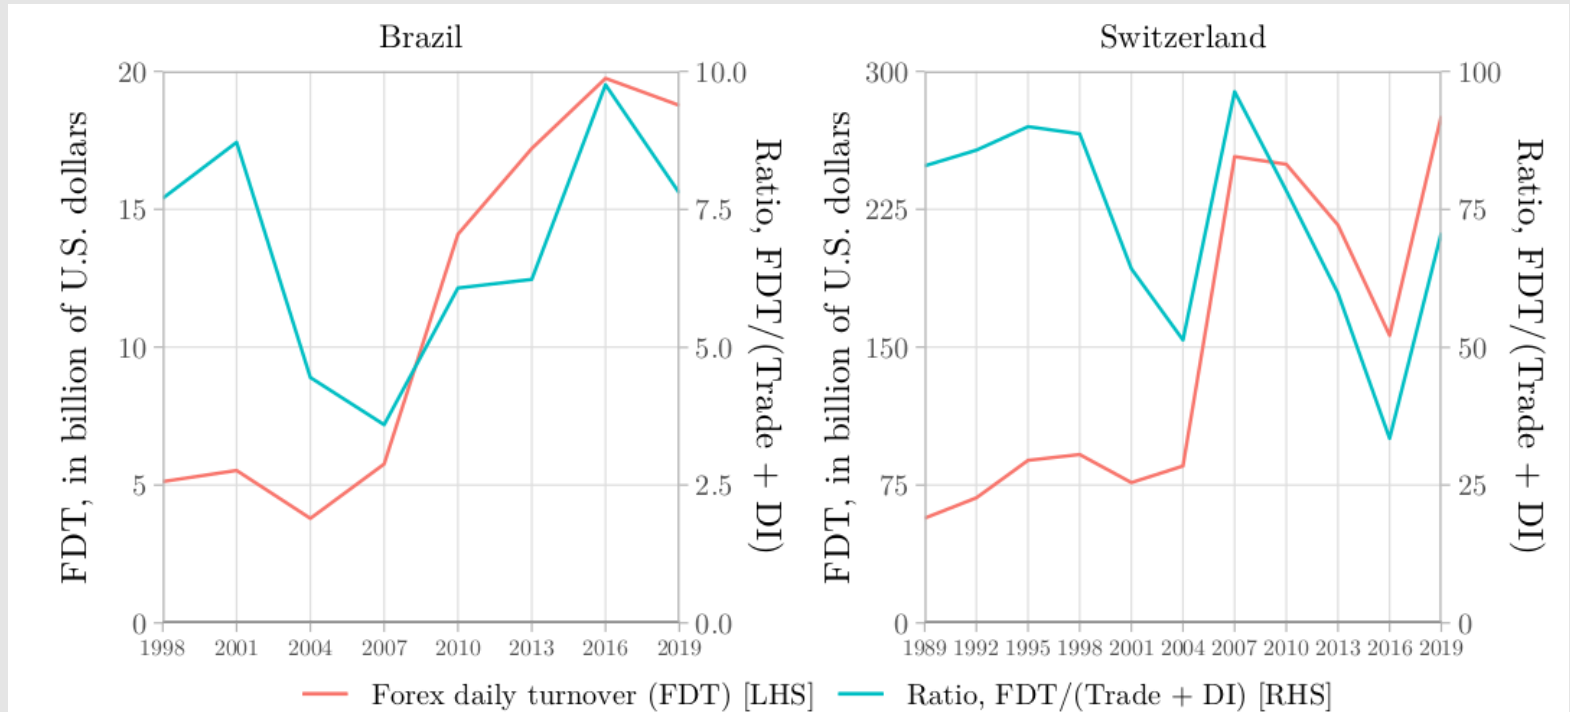 Brazil
FDT, in billion of U.S. dollars
20
15
10
5
0
10.0
7.5
5.0
2.5
0.0
Ratio, FDT/(Trade + DI)
1998 2001 2004 2007 2010 2013 2016 2019
Switzerland
FDT, in billion of U.S. dollars
300
225
150
75
0
100
75
50
25
0
Ratio, FDT/(Trade + DI)
1989 1992 1995 1998 2001 2004 2007 2010 2013 2016 2019
Forex daily turnover (FDT) [LHS]
Ratio, FDT/(Trade + DI) [RHS]